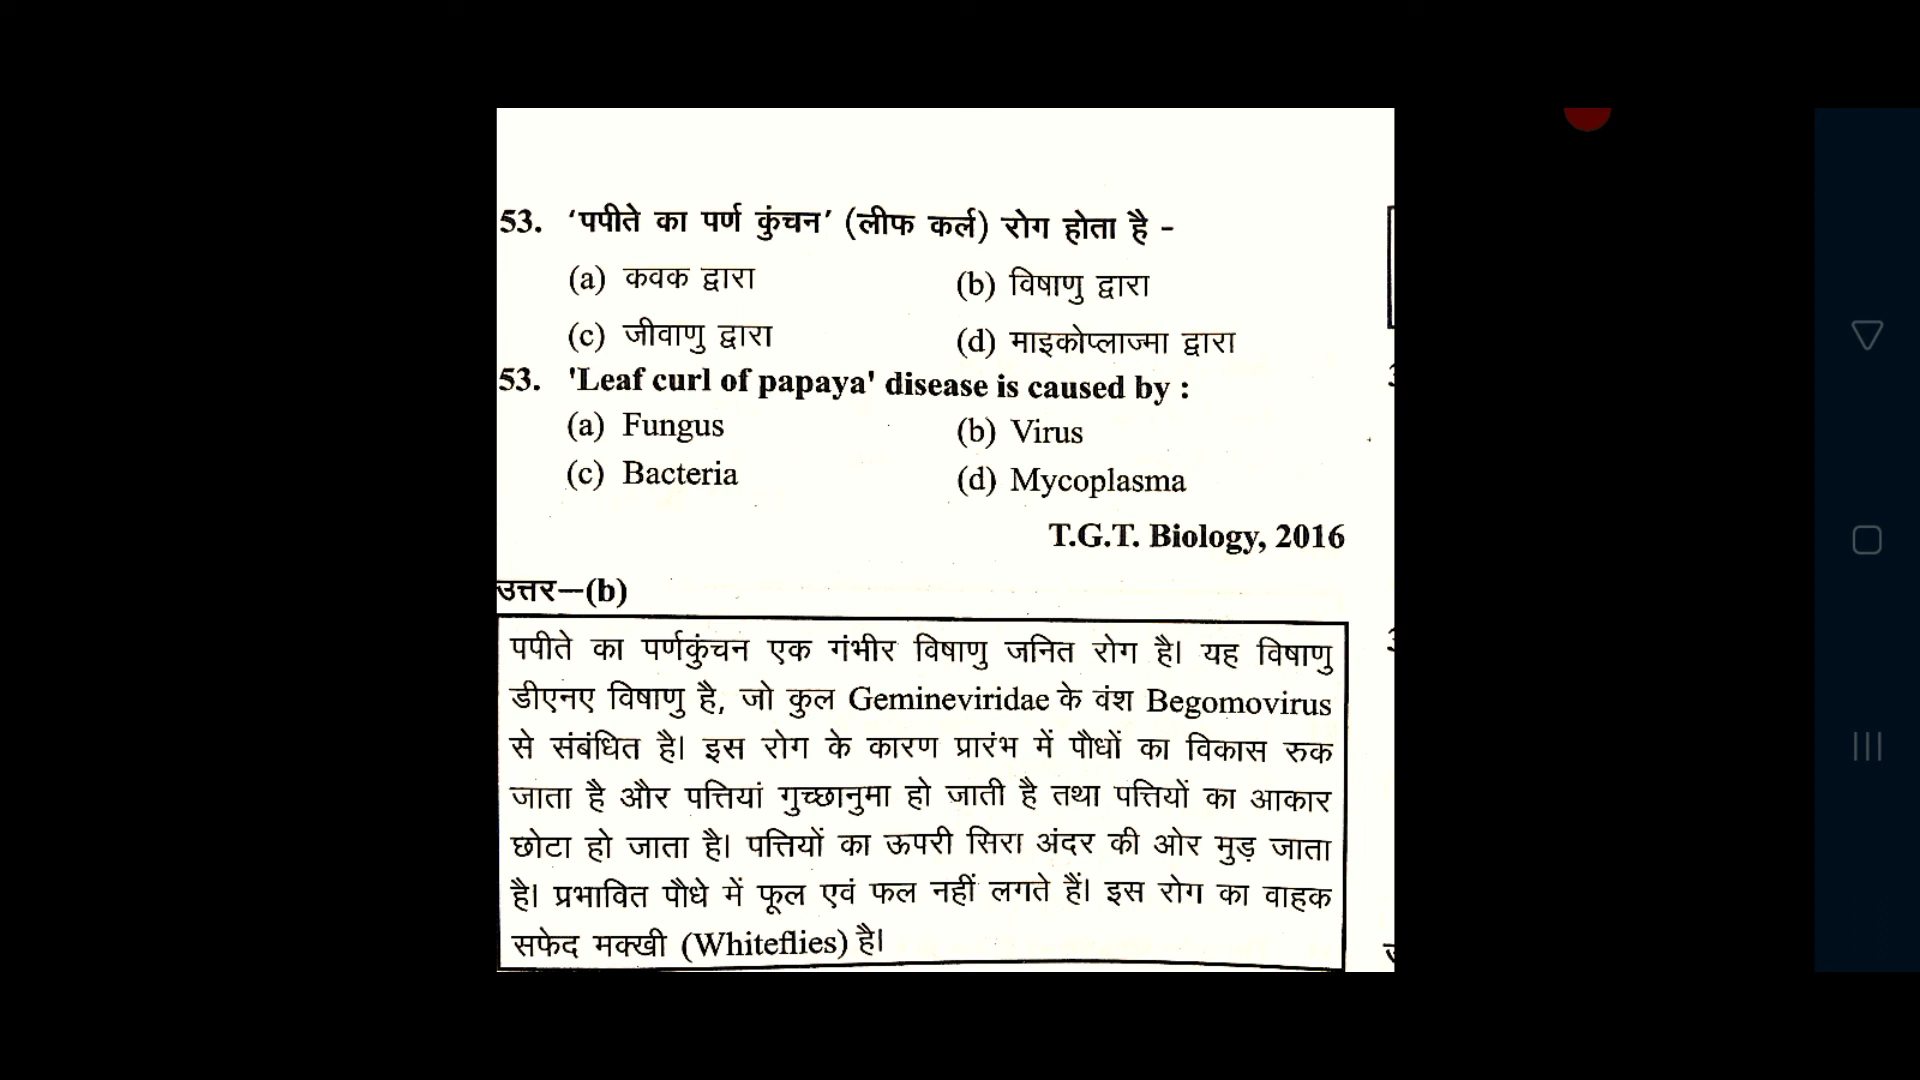 53. ‘पपीते का पर्ण कुंचन’ (लीफ कर्ल) रोग होता है -
(a) कवक द्वारा (b) विषाणु द्वारा
(c) जीवाणु द्वारा (d) माइकोप्लाज्मा द्वारा
53. 'Leaf curl of papaya' disease is caused by :
(a) Fungus (b) Virus
(c) Bacteria (d) Mycoplasma
T.G.T. Biology, 2016
उत्तर—(b)
पपीते का पर्णकुंचन एक गंभीर विषाणु जनित रोग है। यह विषाणु
डीएनए विषाणु है, जो कुल Gemineviridae के वंश Begomovirus
से संबंधित है। इस रोग के कारण प्रारंभ में पौधों का विकास रुक
जाता है और पत्तियां गुच्छानुमा हो जाती है तथा पत्तियों का आकार
छोटा हो जाता है। पत्तियों का ऊपरी सिरा अंदर की ओर मुड़ जाता
है। प्रभावित पौधे में फूल एवं फल नहीं लगते हैं। इस रोग का वाहक
सफेद मक्खी (Whiteflies) है।